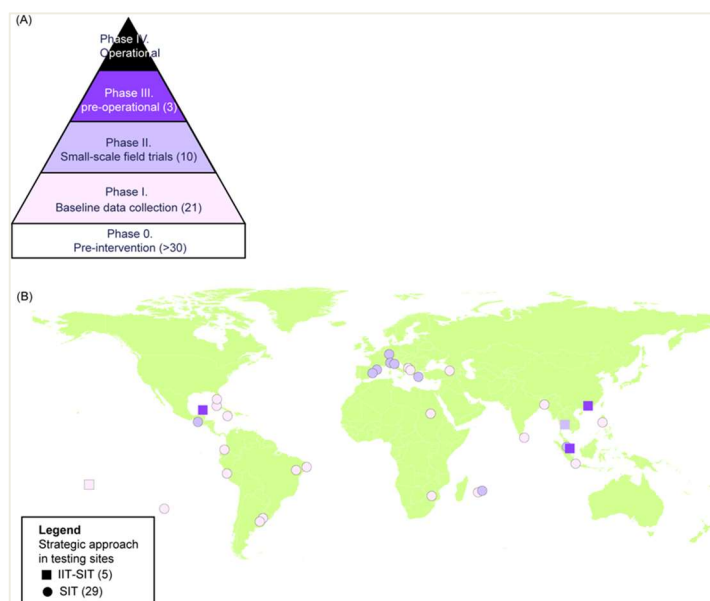 (A)
Phase IV.
Operational
Phase III.
pre-operational (3)
Phase II.
Small-scale field trials (10)
Phase I.
Baseline data collection (21)
Phase 0.
Pre-intervention (>30)
(B)
Legend
Strategic approach
in testing sites
IIT-SIT (5)
SIT (29)